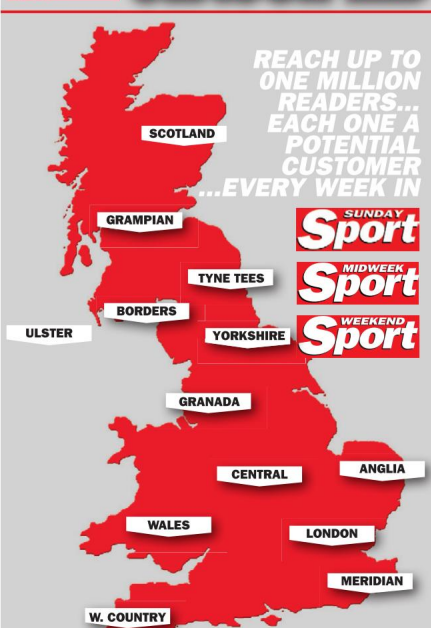 REACH UP TO
ONE MILLION
READERS...
EACH ONE A
POTENTIAL
CUSTOMER
...EVERY WEEK IN
SUNDAY
Sport
MIDWEEK
Sport
WEEKEND
Sport
SCOTLAND
GRAMPIAN
TYNE TEES
BORDERS
ULSTER
YORKSHIRE
GRANADA
ANGLIA
CENTRAL
WALES
LONDON
MERIDIAN
W. COUNTRY